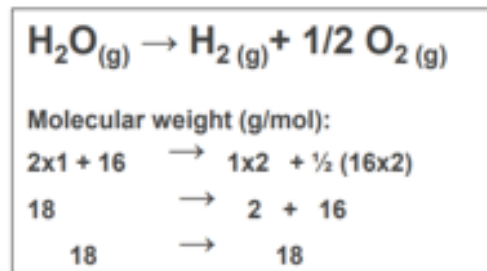 H₂O(g) → H₂ (g)+ 1/2 O₂ (g)
Molecular weight (g/mol):
2x1 + 16 → 1x2 + ½ (16x2)
18 → 2 + 16
18 → 18